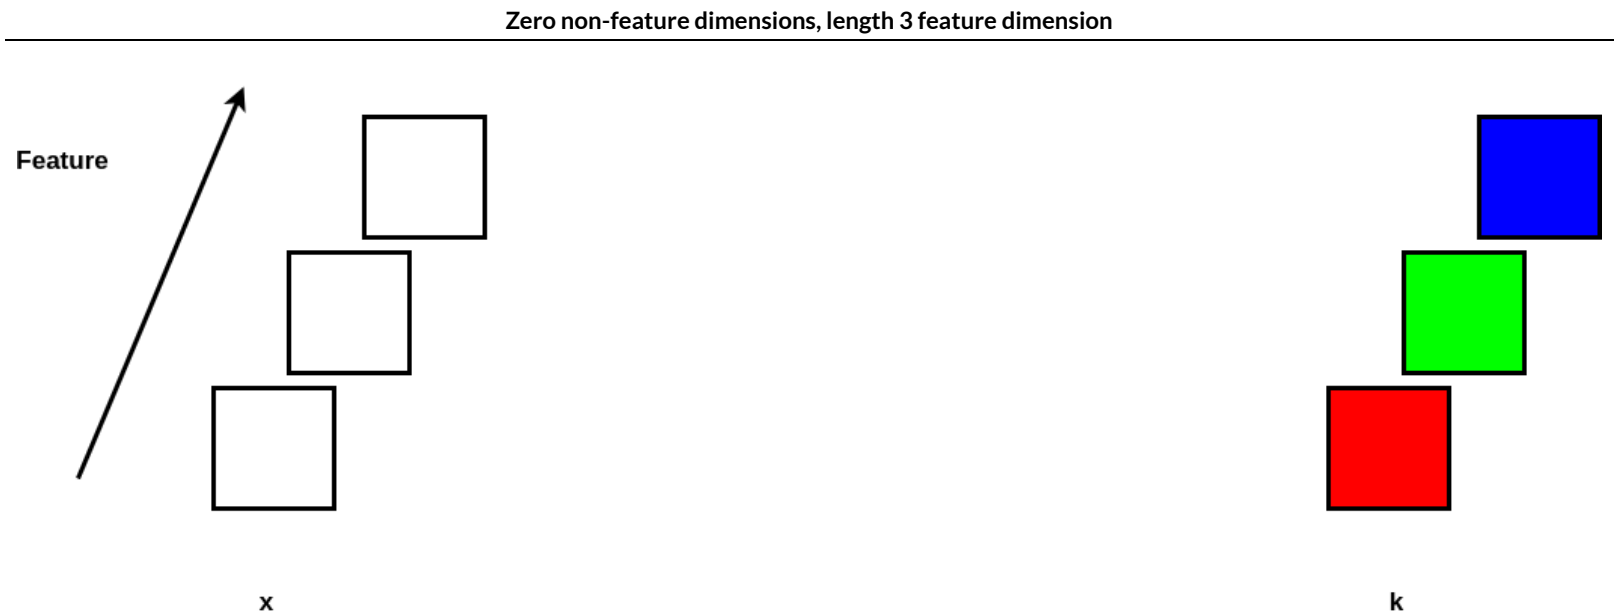 Zero non-feature dimensions, length 3 feature dimension
Feature
x
k